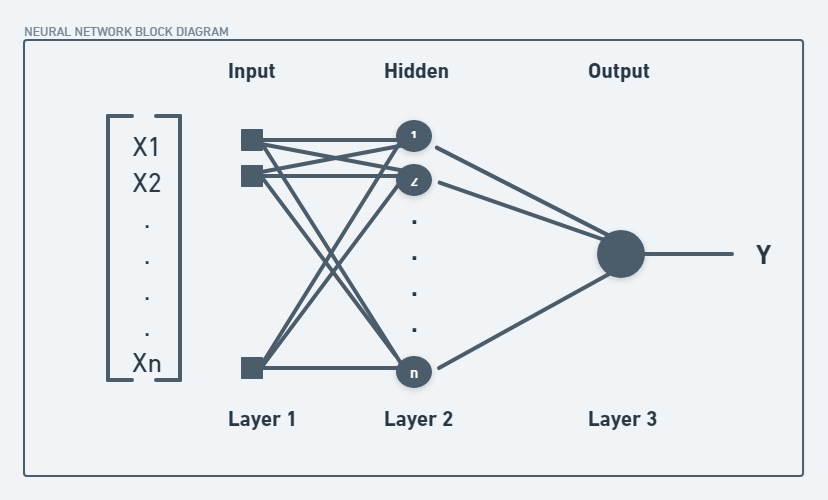 NEURAL NETWORK BLOCK DIAGRAM
Input Hidden Output
X1
X2
.
.
.
.
Xn
1
2
.
.
.
.
n
Y
Layer 1 Layer 2 Layer 3